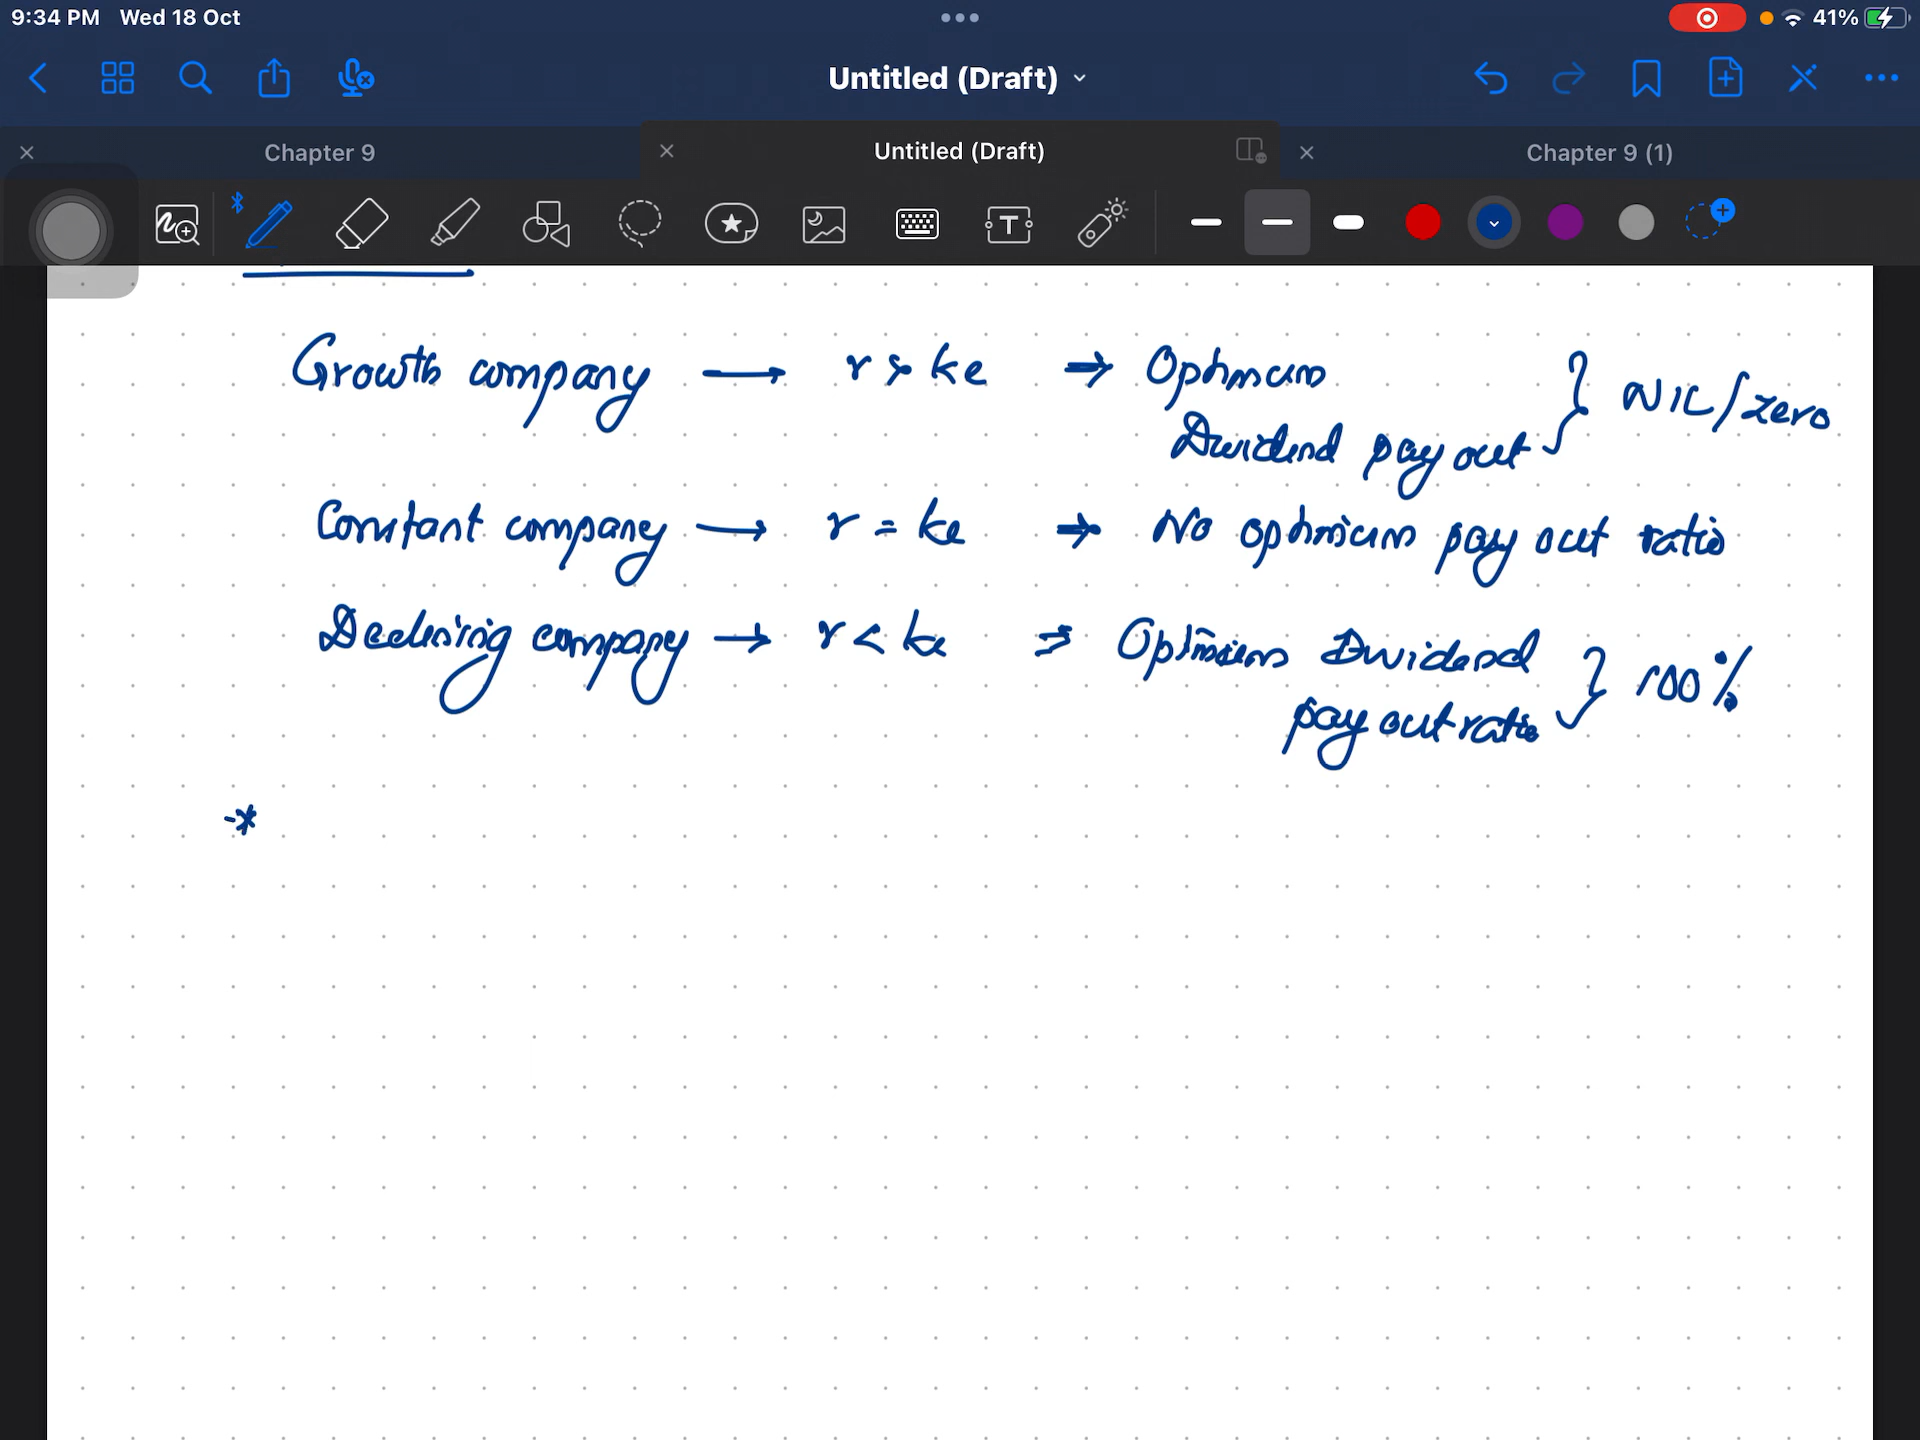 9:34 PM Wed 18 Oct
41%
Untitled (Draft)
Chapter 9
Untitled (Draft)
Chapter 9 (1)
T
Growth company → r > ke ⇒ Optimum } NIL/zero
Dividend pay out
Constant company → r = ke ⇒ No optimum pay out ratio
Declining company → r < ke ⇒ Optimum Dividend } 100%
pay out ratio
-*